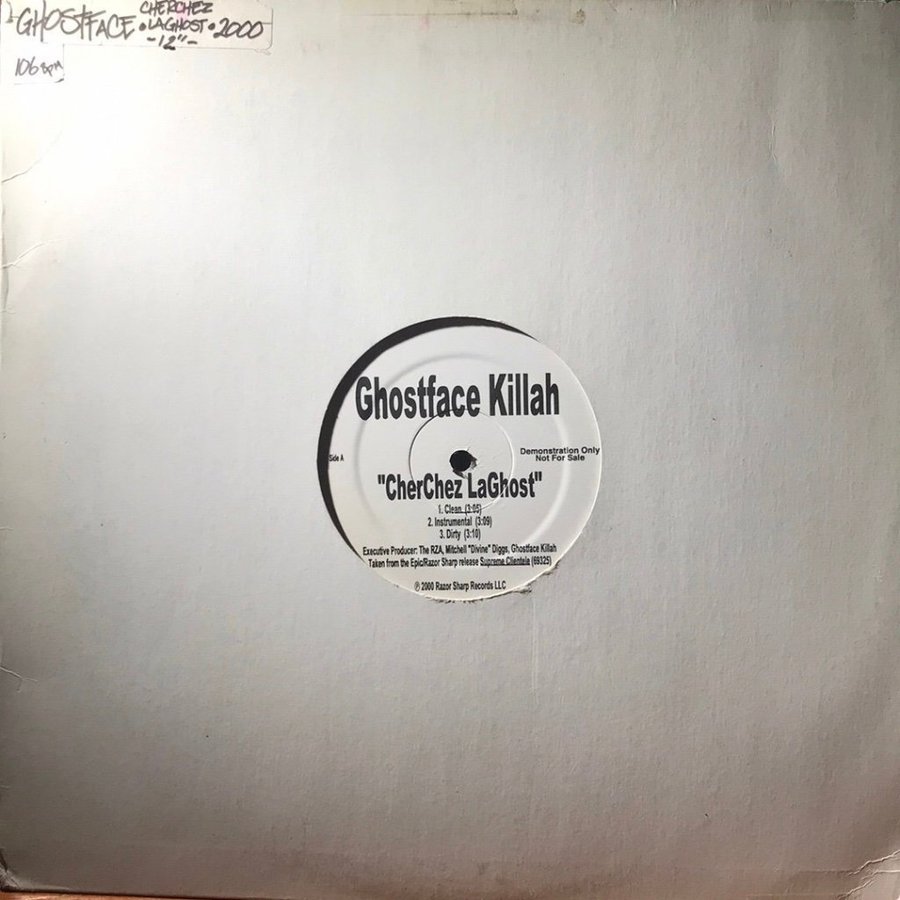 GHOSTFACE • CHERCHEZ LAGHOST • 2000
-12"-
106 BPM
Ghostface Killah
Side A
Demonstration Only
Not For Sale
"CherChez LaGhost"
1. Clean (3:05)
2. Instrumental (3:09)
3. Dirty (3:10)
Executive Producer: The RZA, Mitchell "Divine" Diggs, Ghostface Killah
Taken from the Epic/Razor Sharp release Supreme Clientele (69325)
℗ 2000 Razor Sharp Records LLC